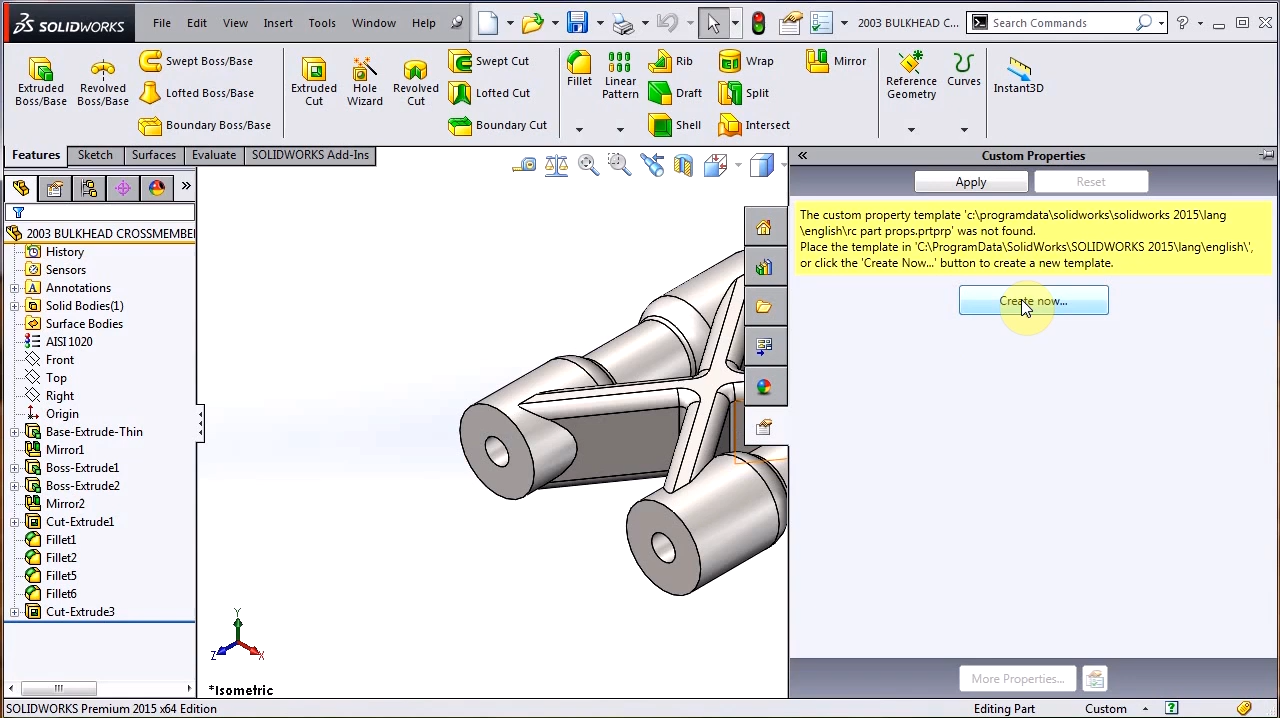 SOLIDWORKS
File
Edit
View
Insert
Tools
Window
Help
2003 BULKHEAD C...
Search Commands
Extruded
Boss/Base
Revolved
Boss/Base
Swept Boss/Base
Lofted Boss/Base
Boundary Boss/Base
Extruded
Cut
Hole
Wizard
Revolved
Cut
Swept Cut
Lofted Cut
Boundary Cut
Fillet
Linear
Pattern
Rib
Draft
Shell
Wrap
Split
Intersect
Mirror
Reference
Geometry
Curves
Instant3D
Features
Sketch
Surfaces
Evaluate
SOLIDWORKS Add-Ins
2003 BULKHEAD CROSSMEMBE
History
Sensors
Annotations
Solid Bodies(1)
Surface Bodies
AISI 1020
Front
Top
Right
Origin
Base-Extrude-Thin
Mirror1
Boss-Extrude1
Boss-Extrude2
Mirror2
Cut-Extrude1
Fillet1
Fillet2
Fillet5
Fillet6
Cut-Extrude3
Y
Z
X
*Isometric
Custom Properties
Apply
Reset
The custom property template 'c:\programdata\solidworks\solidworks 2015\lang
\english\rc part props.prtprp' was not found.
Place the template in 'C:\ProgramData\SolidWorks\SOLIDWORKS 2015\lang\english\',
or click the 'Create Now...' button to create a new template.
Create now...
More Properties...
SOLIDWORKS Premium 2015 x64 Edition
Editing Part
Custom